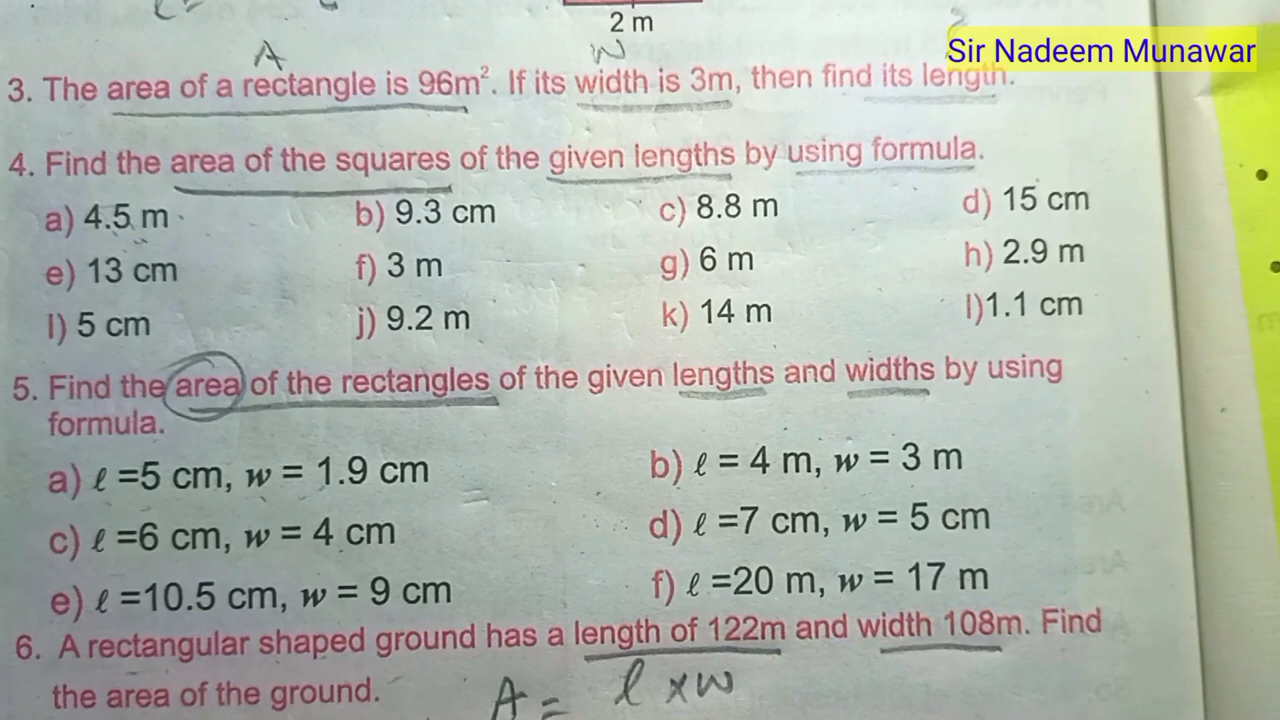 2 m
Sir Nadeem Munawar
A
W
3. The area of a rectangle is 96m². If its width is 3m, then find its length.
4. Find the area of the squares of the given lengths by using formula.
a) 4.5 m b) 9.3 cm c) 8.8 m d) 15 cm
e) 13 cm f) 3 m g) 6 m h) 2.9 m
I) 5 cm j) 9.2 m k) 14 m l)1.1 cm
5. Find the area of the rectangles of the given lengths and widths by using
formula.
a) ℓ =5 cm, w = 1.9 cm b) ℓ = 4 m, w = 3 m
c) ℓ =6 cm, w = 4 cm d) ℓ =7 cm, w = 5 cm
e) ℓ =10.5 cm, w = 9 cm f) ℓ =20 m, w = 17 m
6. A rectangular shaped ground has a length of 122m and width 108m. Find
the area of the ground.
A = l x w